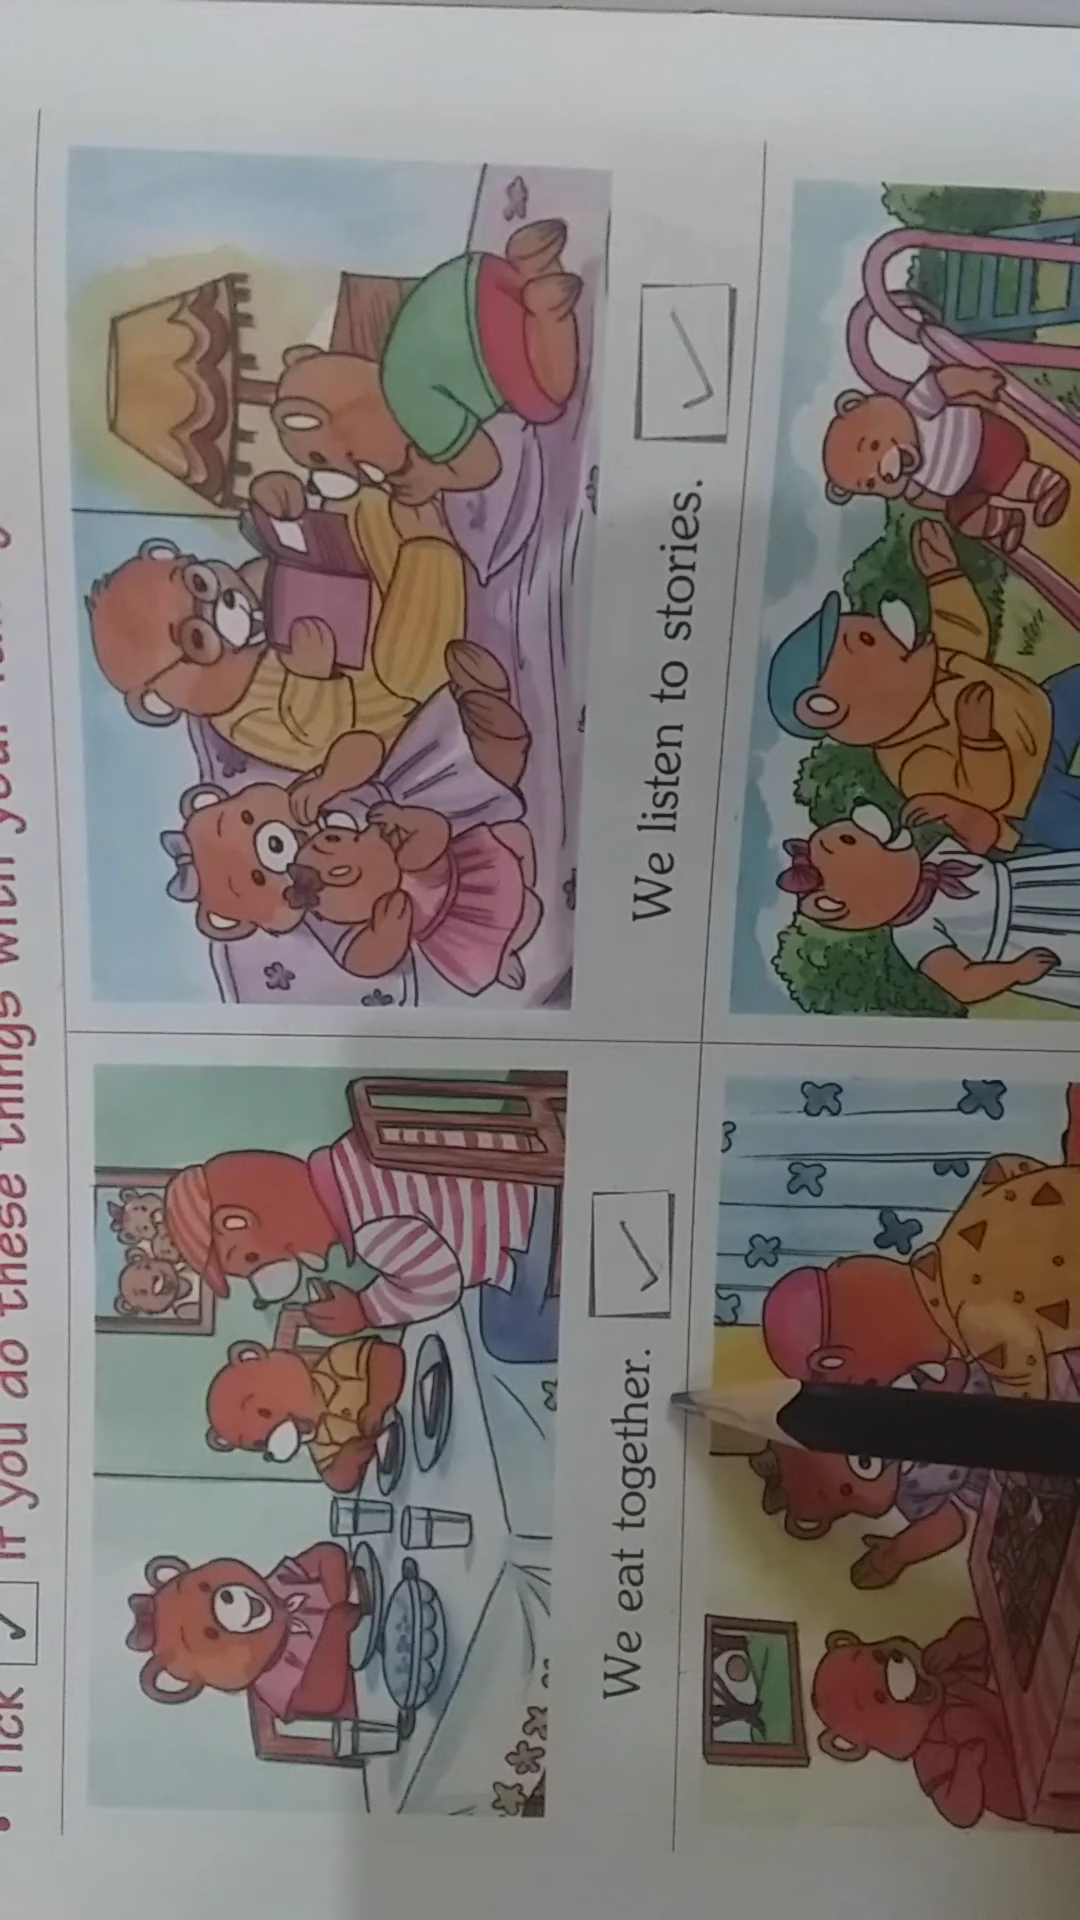 Tick ✓ if you do these things with your
We eat together.
We listen to stories.